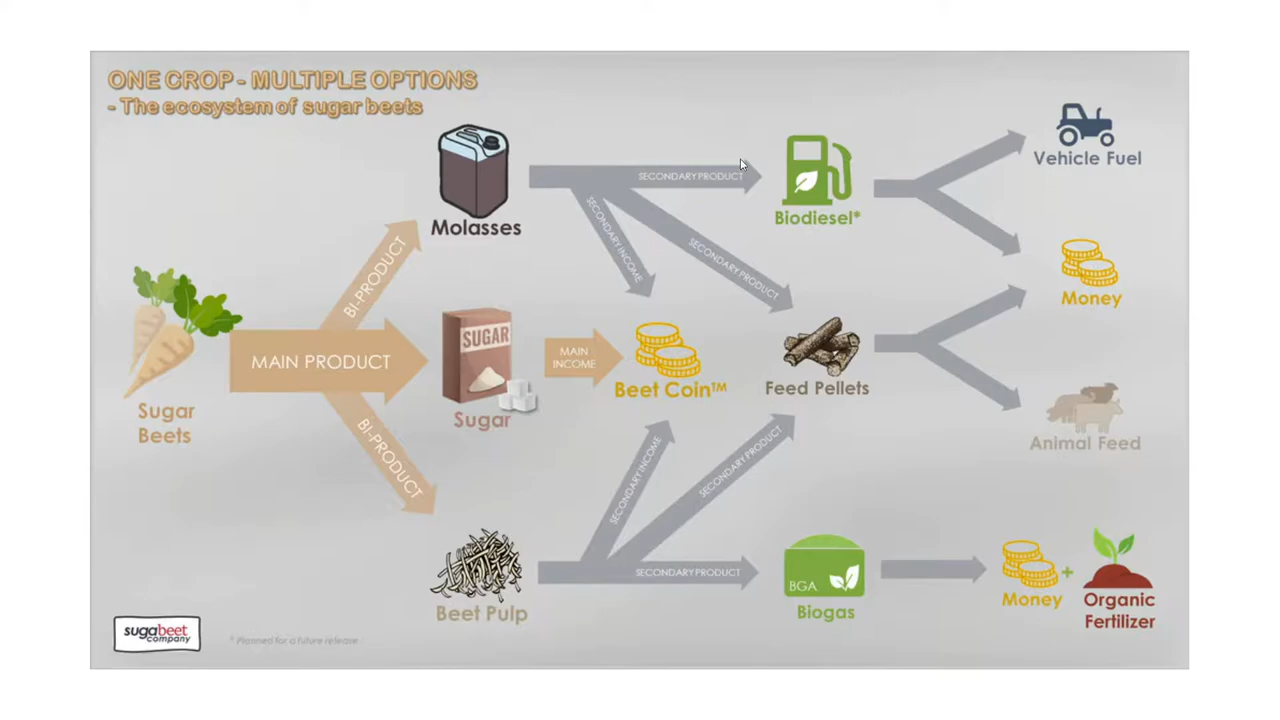 ONE CROP - MULTIPLE OPTIONS
- The ecosystem of sugar beets
Vehicle Fuel
SECONDARY PRODUCT
Biodiesel*
Molasses
SECONDARY INCOME
SECONDARY PRODUCT
BI-PRODUCT
Money
SUGAR
MAIN PRODUCT
MAIN
INCOME
Beet Coin™
Feed Pellets
Sugar
Sugar
Beets
Animal Feed
BI-PRODUCT
SECONDARY INCOME
SECONDARY PRODUCT
SECONDARY PRODUCT
BGA
Beet Pulp
Biogas
Money
+
Organic
Fertilizer
sugabeet
company
* Planned for a future release